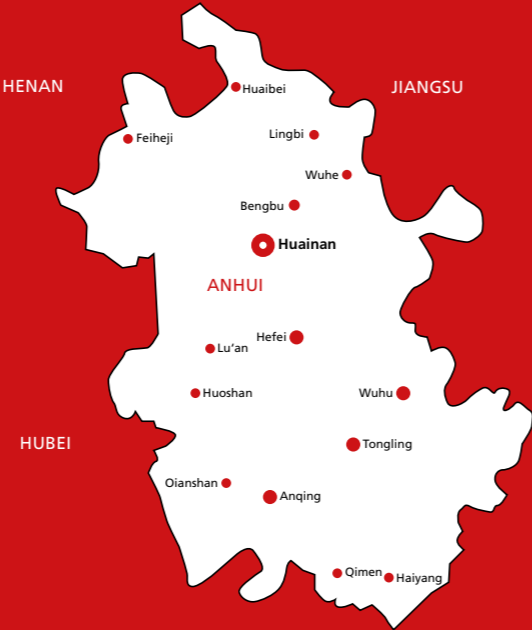 HENAN
Huaibei
JIANGSU
Feiheji
Lingbi
Wuhe
Bengbu
Huainan
ANHUI
Hefei
Lu‘an
Huoshan
Wuhu
HUBEI
Tongling
Oianshan
Anqing
Qimen
Haiyang